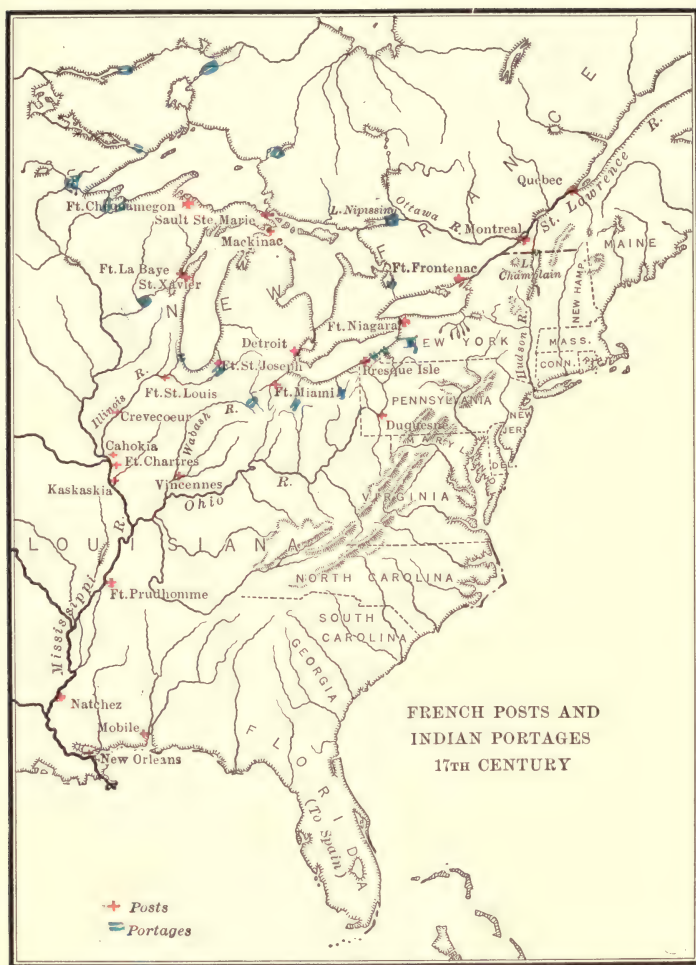 Quebec
St. Lawrence R.
Ft. Chequamegon
Sault Ste. Marie
L. Nipissing
Ottawa R.
Montreal
MAINE
Mackinac
L. Champlain
Ft. La Baye
St. Xavier
Ft. Frontenac
NEW FRANCE
NEW HAMP.
Ft. Niagara
NEW YORK
Hudson R.
MASS.
CONN.
R.I.
Detroit
Ft. St. Joseph
Presque Isle
Illinois R.
Ft. St. Louis
Ft. Miami
PENNSYLVANIA
Crevecoeur
Wabash R.
Duquesne
NEW JER.
MARYLAND
DEL.
Cahokia
Ft. Chartres
Kaskaskia
Vincennes
Ohio R.
VIRGINIA
LOUISIANA
Mississippi R.
NORTH CAROLINA
Ft. Prudhomme
SOUTH CAROLINA
GEORGIA
Natchez
Mobile
New Orleans
FLORIDA
(To Spain)
FRENCH POSTS AND
INDIAN PORTAGES
17TH CENTURY
Posts
Portages